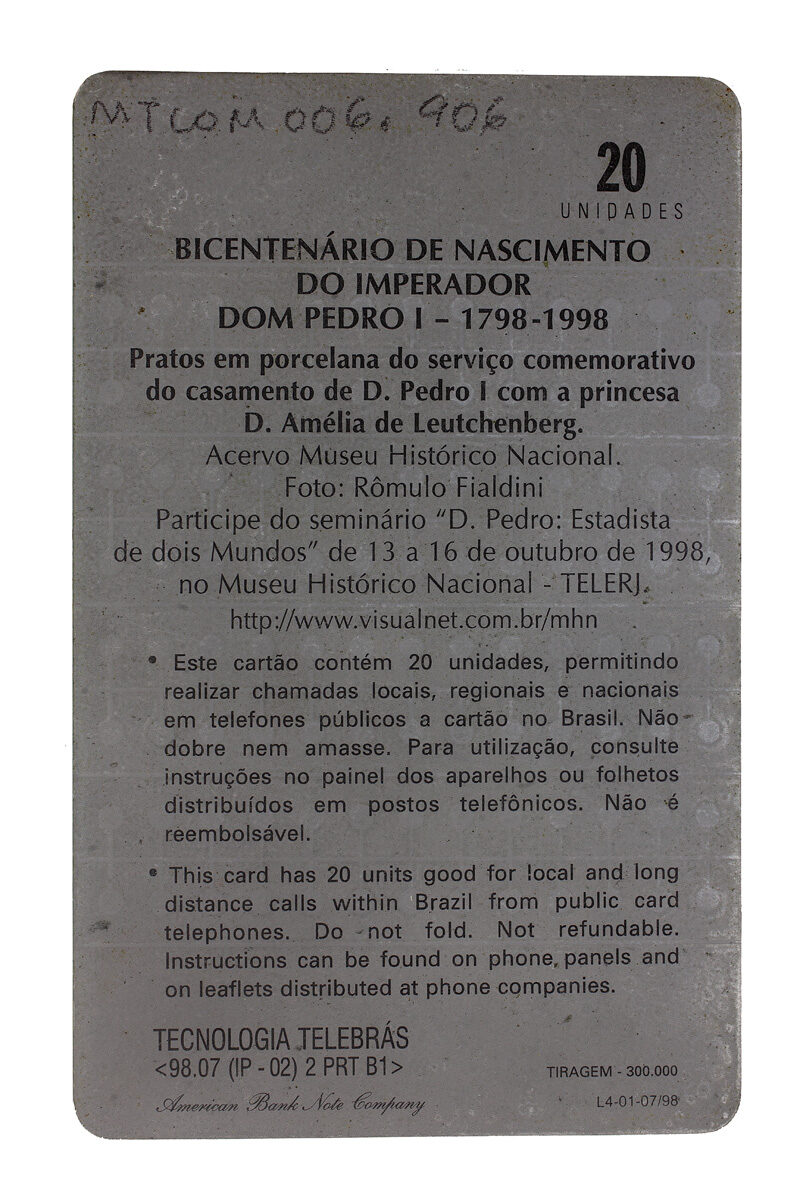 MTCOM 006. 906
20
UNIDADES
BICENTENÁRIO DE NASCIMENTO
DO IMPERADOR
DOM PEDRO I – 1798-1998
Pratos em porcelana do serviço comemorativo
do casamento de D. Pedro I com a princesa
D. Amélia de Leutchenberg.
Acervo Museu Histórico Nacional.
Foto: Rômulo Fialdini
Participe do seminário “D. Pedro: Estadista
de dois Mundos” de 13 a 16 de outubro de 1998,
no Museu Histórico Nacional - TELERJ.
http://www.visualnet.com.br/mhn
• Este cartão contém 20 unidades, permitindo
realizar chamadas locais, regionais e nacionais
em telefones públicos a cartão no Brasil. Não
dobre nem amasse. Para utilização, consulte
instruções no painel dos aparelhos ou folhetos
distribuídos em postos telefônicos. Não é
reembolsável.
• This card has 20 units good for local and long
distance calls within Brazil from public card
telephones. Do not fold. Not refundable.
Instructions can be found on phone panels and
on leaflets distributed at phone companies.
TECNOLOGIA TELEBRÁS
<98.07 (IP - 02) 2 PRT B1>
TIRAGEM - 300.000
American Bank Note Company
L4-01-07/98